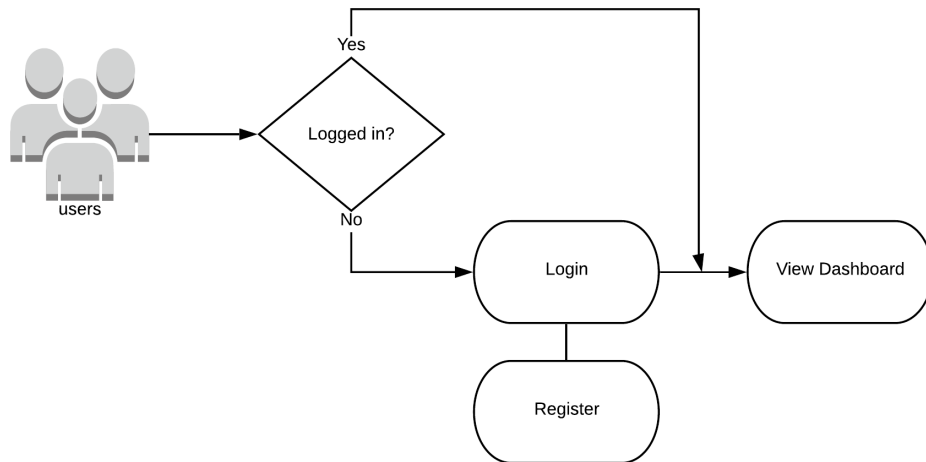 Yes
Logged in?
users
No
Login
View Dashboard
Register